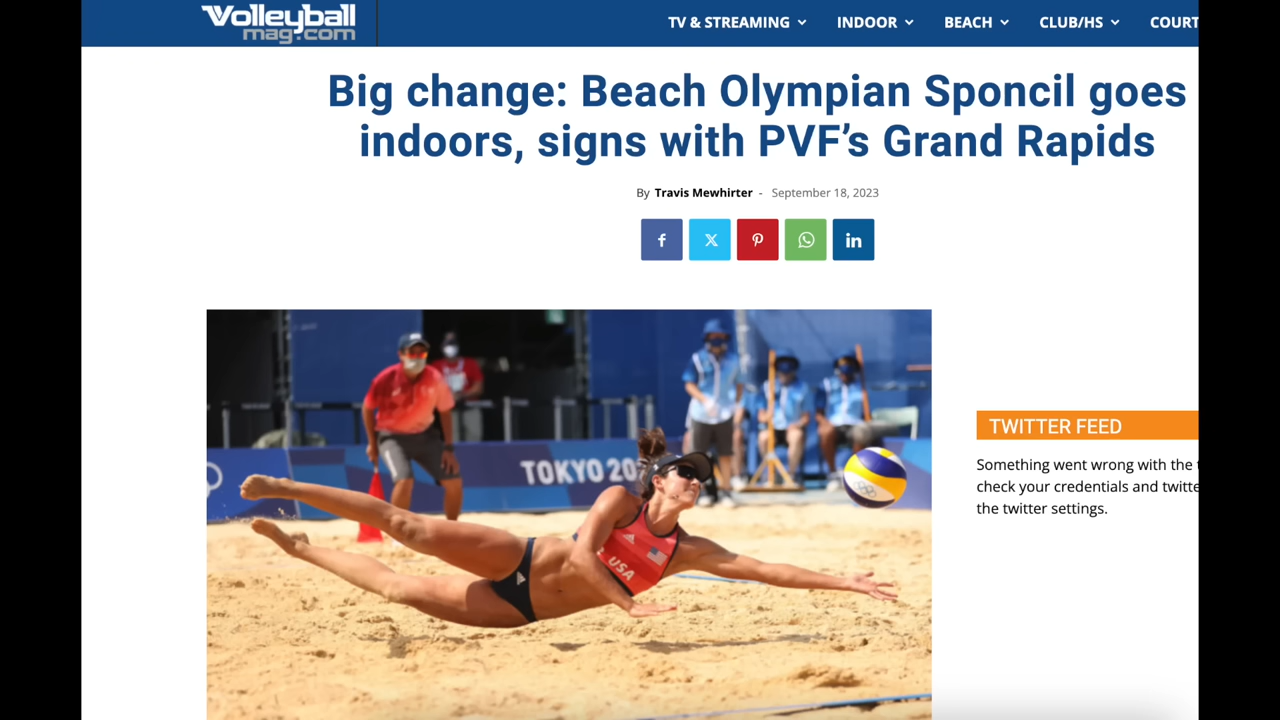 Volleyball
mag.com
TV & STREAMING
INDOOR
BEACH
CLUB/HS
COURT
Big change: Beach Olympian Sponcil goes
indoors, signs with PVF's Grand Rapids
By Travis Mewhirter - September 18, 2023
TOKYO 20
USA
TWITTER FEED
Something went wrong with the t
check your credentials and twitte
the twitter settings.